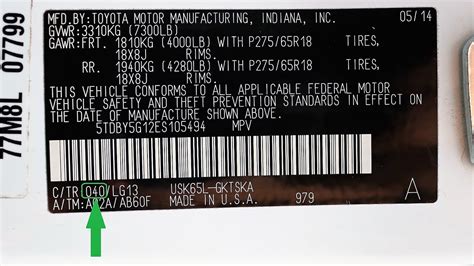 MFD.BY: TOYOTA MOTOR MANUFACTURING, INDIANA, INC. 05/14
GVWR: 3310KG (7300LB)
GAWR: FRT. 1810KG (4000LB) WITH P275/65R18
18X8J RIMS,
RR. 1940KG (4280LB) WITH P275/65R18
18X8J RIMS,
THIS VEHICLE CONFORMS TO ALL APPLICABLE FEDERAL MOTOR
VEHICLE SAFETY AND THEFT PREVENTION STANDARDS IN EFFECT ON
THE DATE OF MANUFACTURE SHOWN ABOVE.
5TDBY5G12ES105494 MPV
C/TR: 040/LG13 USK65L-GKTSKA A
A/TM: A02A/AB60F MADE IN U.S.A. 979
77M8L 07799